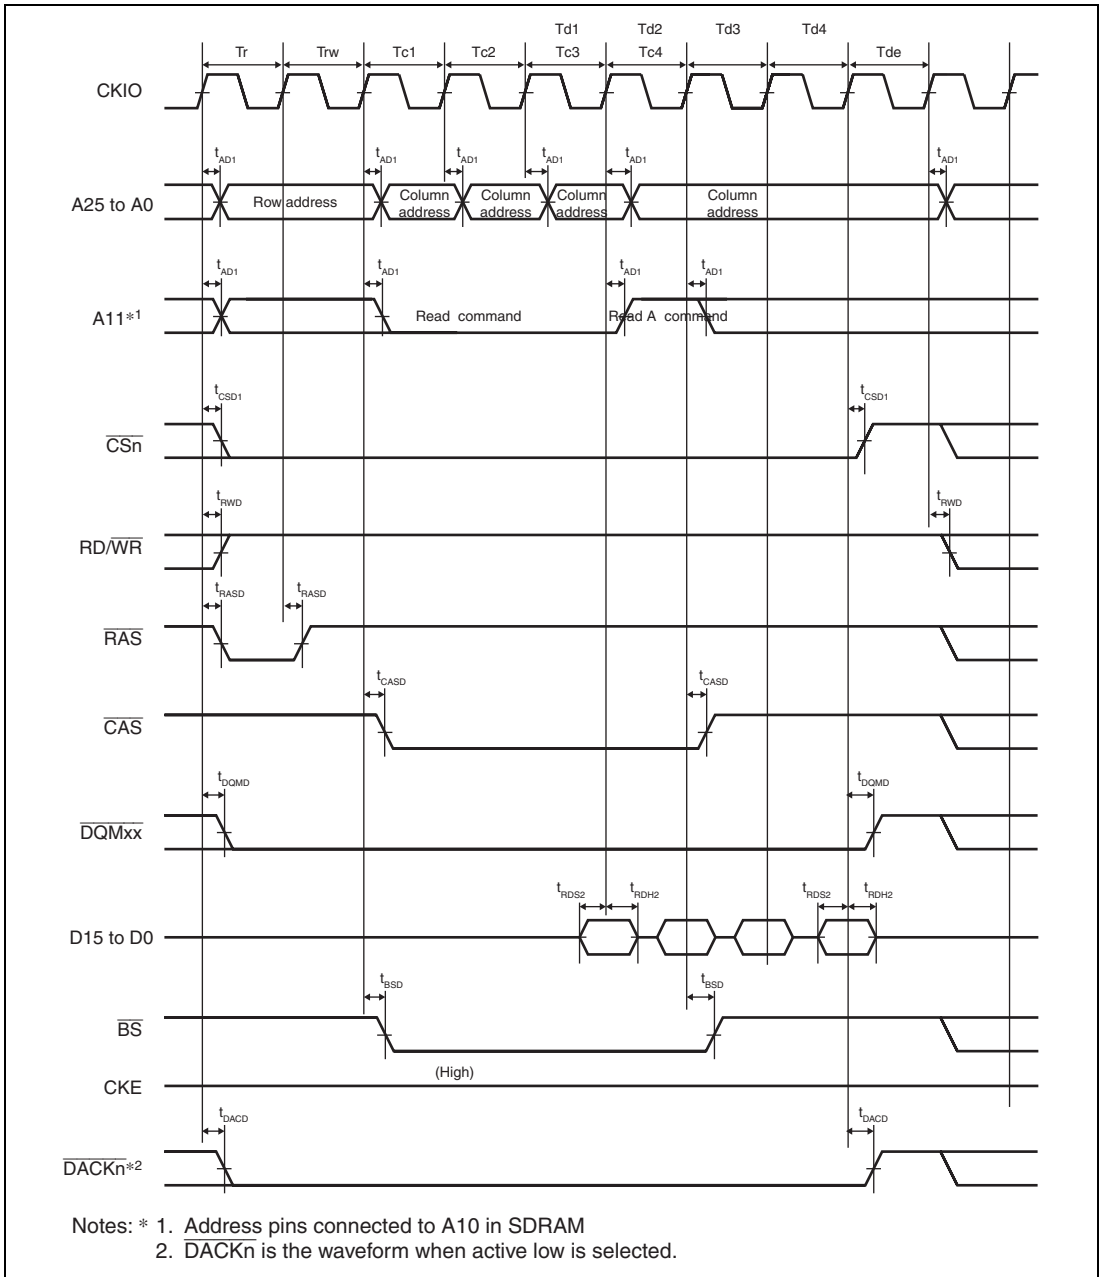 Td1 Td2 Td3 Td4
Tr Trw Tc1 Tc2 Tc3 Tc4 Tde
CKIO
tAD1 tAD1 tAD1 tAD1 tAD1 tAD1
A25 to A0 Row address Column address Column address Column address Column address
tAD1 tAD1 tAD1 tAD1
A11*1 Read command Read A command
tCSD1 tCSD1
CSn
tRWD tRWD
RD/WR
tRASD tRASD
RAS
tCASD tCASD
CAS
tDQMD tDQMD
DQMxx
tRDS2 tRDH2 tRDS2 tRDH2
D15 to D0
tBSD tBSD
BS
(High)
CKE
tDACD tDACD
DACKn*2
Notes: * 1. Address pins connected to A10 in SDRAM
2. DACKn is the waveform when active low is selected.